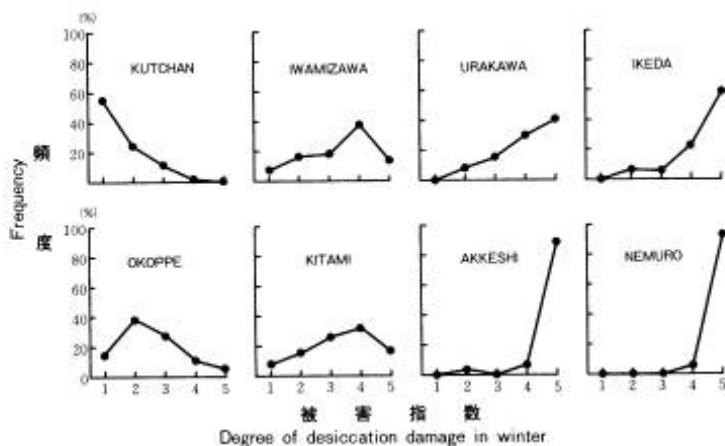 (%)
100
80
60
40
20
KUTCHAN
IWAMIZAWA
URAKAWA
IKEDA
Frequency
頻度
(%)
100
80
60
40
20
0
OKOPPE
KITAMI
AKKESHI
NEMURO
1 2 3 4 5
1 2 3 4 5
1 2 3 4 5
1 2 3 4 5
被害指数
Degree of desiccation damage in winter